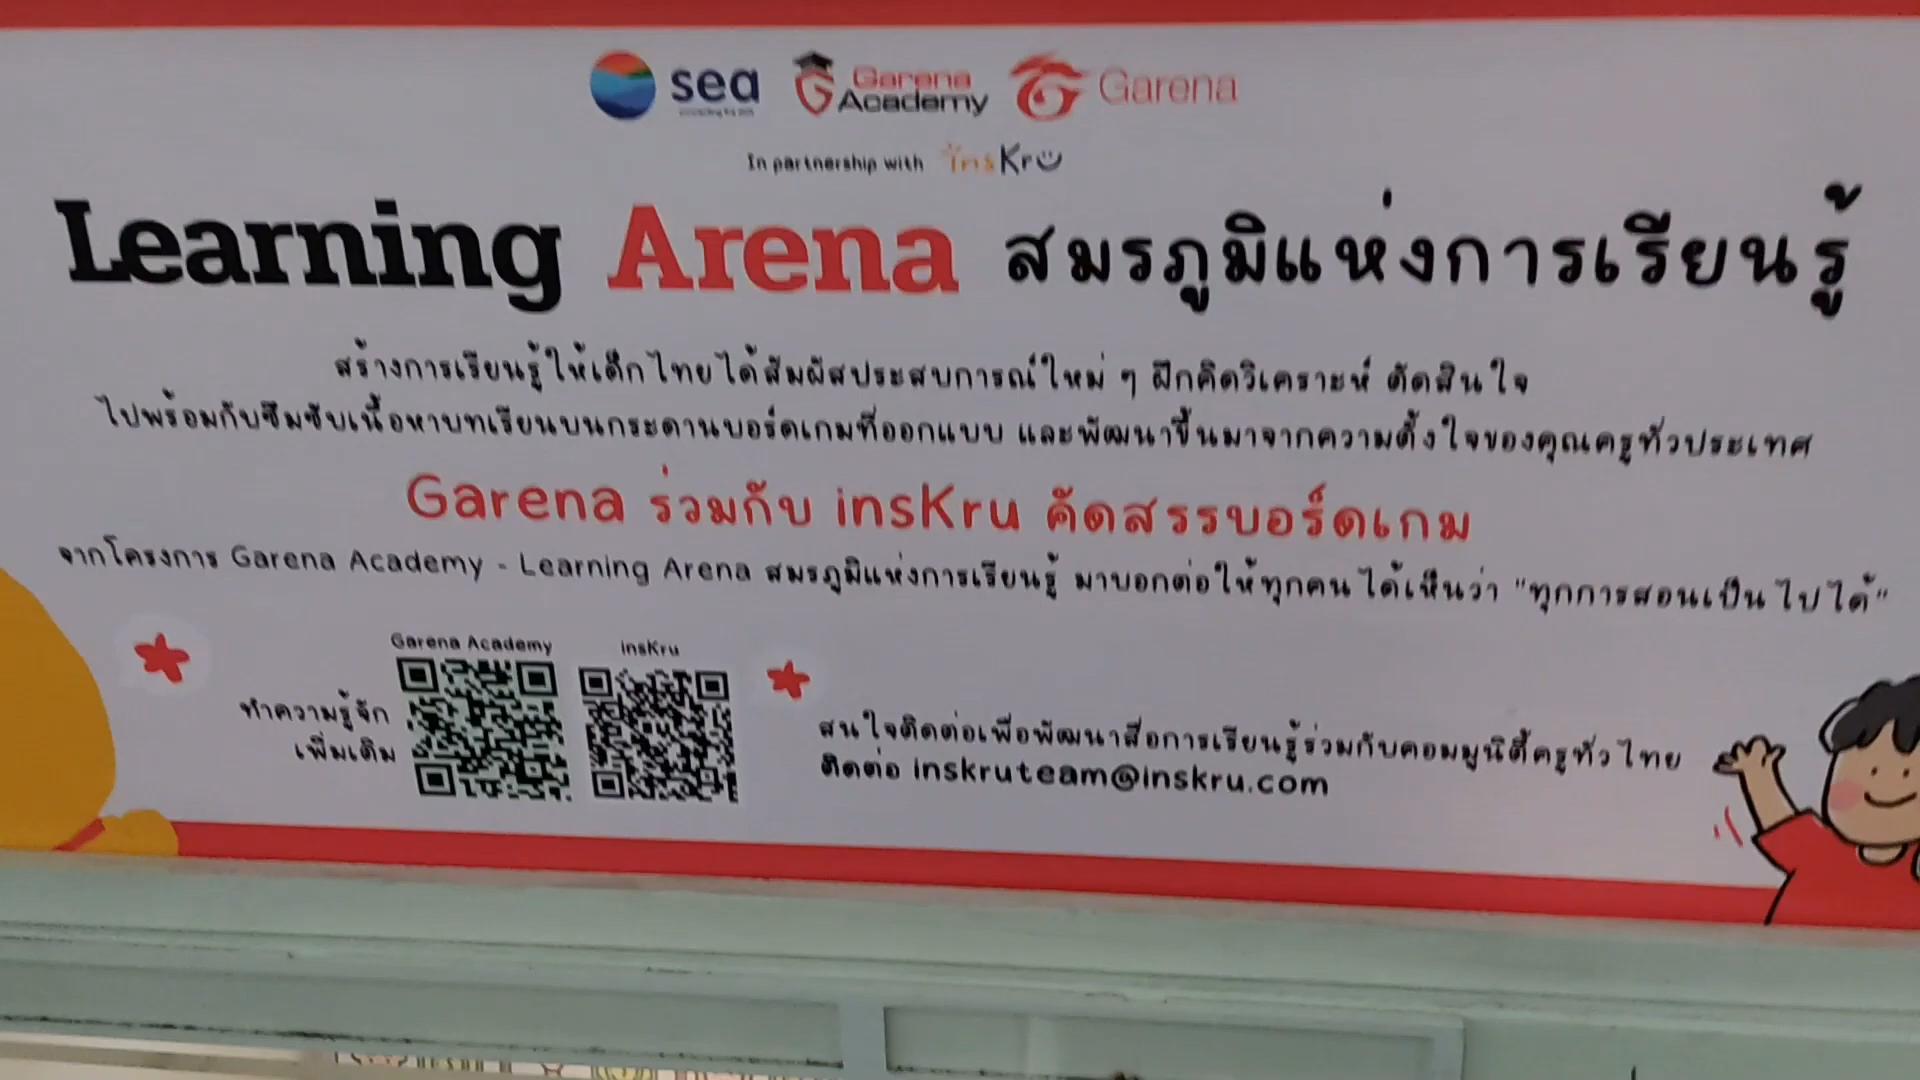 sea
Garena Academy
Garena
In partnership with insKru
Learning Arena สมรภูมิแห่งการเรียนรู้
สร้างการเรียนรู้ให้เด็กไทยได้สัมผัสประสบการณ์ใหม่ ๆ ฝึกคิดวิเคราะห์ ตัดสินใจ
ไปพร้อมกับซึมซับเนื้อหาบทเรียนบนกระดานบอร์ดเกมที่ออกแบบ และพัฒนาขึ้นมาจากความตั้งใจของคุณครูทั่วประเทศ
Garena ร่วมกับ insKru คัดสรรบอร์ดเกม
จากโครงการ Garena Academy - Learning Arena สมรภูมิแห่งการเรียนรู้ มาบอกต่อให้ทุกคนได้เห็นว่า "ทุกการสอนเป็นไปได้"
Garena Academy
insKru
ทำความรู้จัก
เพิ่มเติม
สนใจติดต่อเพื่อพัฒนาสื่อการเรียนรู้ร่วมกับคอมมูนิตี้ครูทั่วไทย
ติดต่อ inskruteam@inskru.com